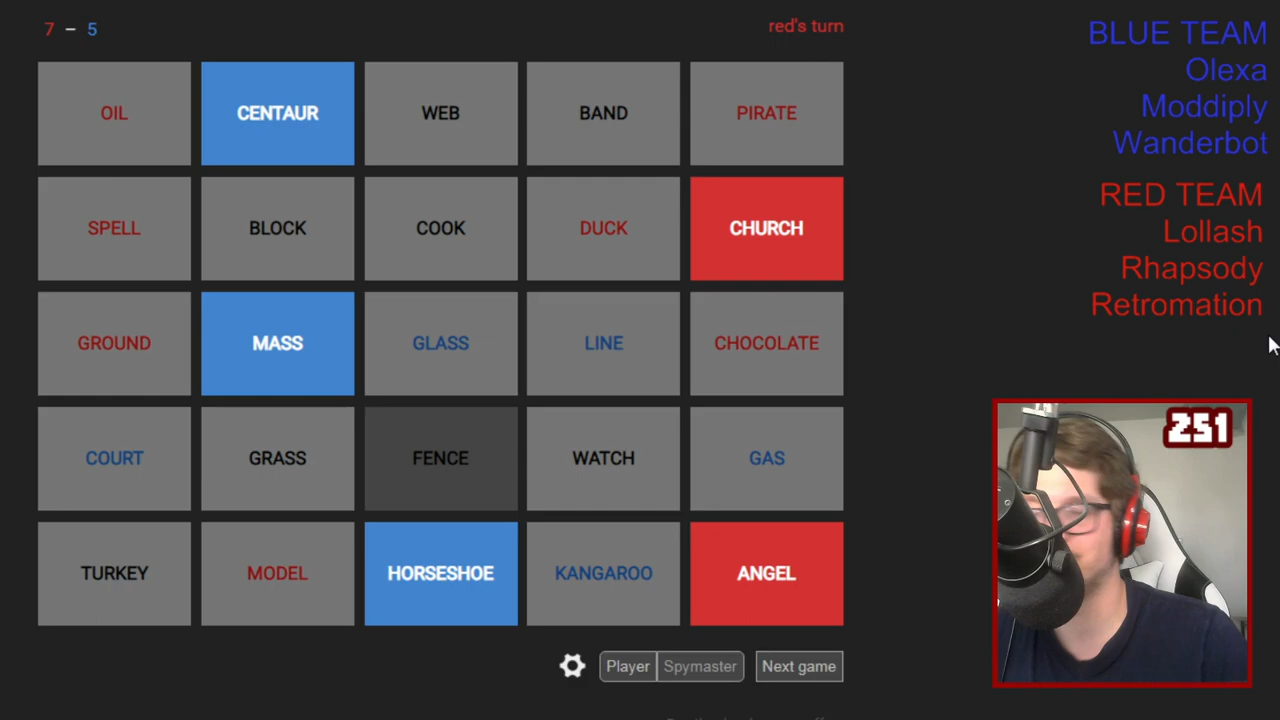 7 – 5
red's turn
OIL CENTAUR WEB BAND PIRATE
SPELL BLOCK COOK DUCK CHURCH
GROUND MASS GLASS LINE CHOCOLATE
COURT GRASS FENCE WATCH GAS
TURKEY MODEL HORSESHOE KANGAROO ANGEL
Player Spymaster Next game
BLUE TEAM
Olexa
Moddiply
Wanderbot
RED TEAM
Lollash
Rhapsody
Retromation
251